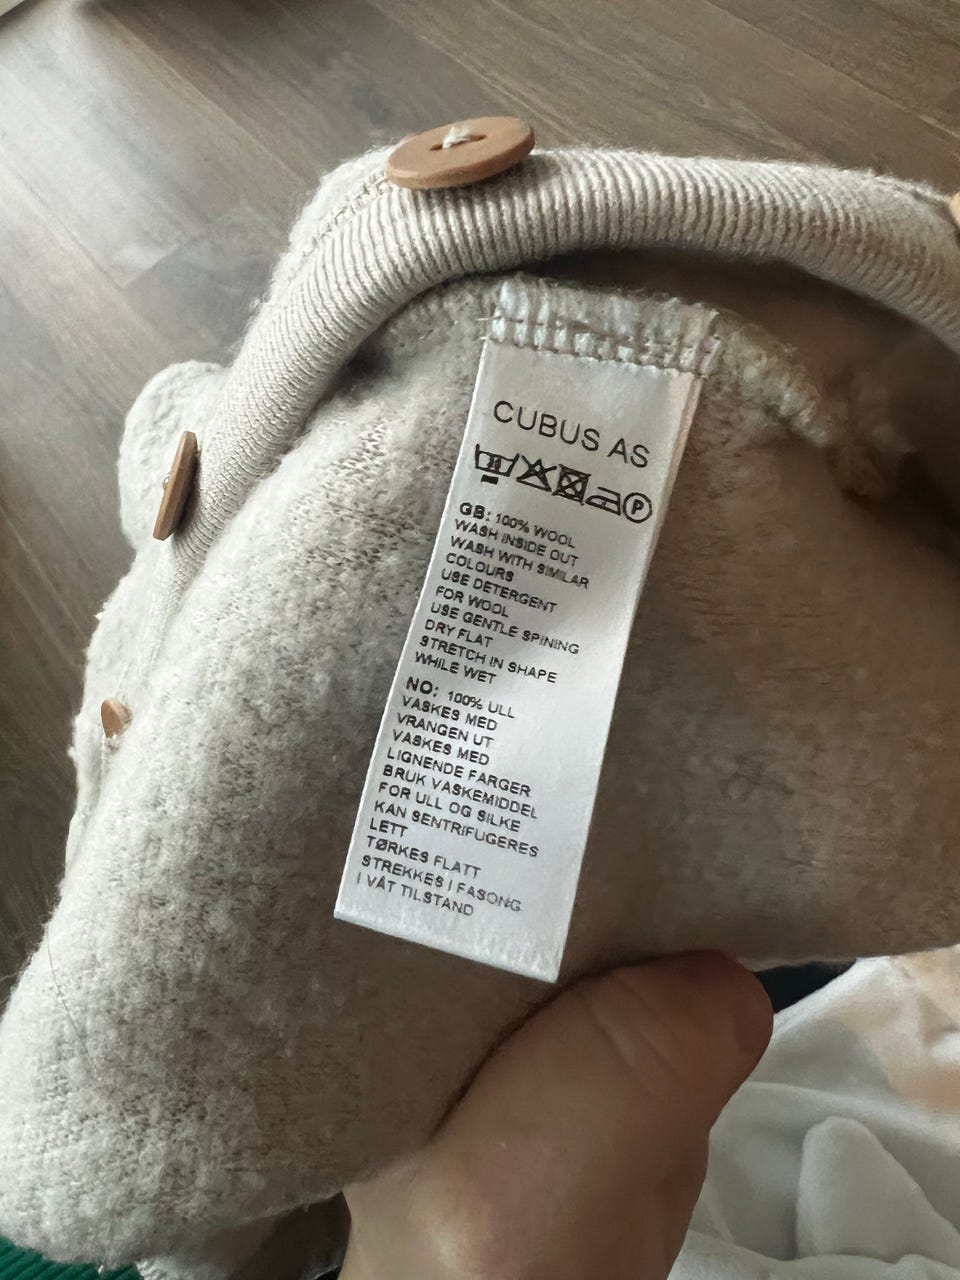 CUBUS AS
30 P
GB: 100% WOOL
WASH INSIDE OUT
WASH WITH SIMILAR
COLOURS
USE DETERGENT
FOR WOOL
USE GENTLE SPINING
DRY FLAT
STRETCH IN SHAPE
WHILE WET
NO: 100% ULL
VASKES MED
VRANGEN UT
VASKES MED
LIGNENDE FARGER
BRUK VASKEMIDDEL
FOR ULL OG SILKE
KAN SENTRIFUGERES
LETT
TØRKES FLATT
STREKKES I FASONG
I VÅT TILSTAND